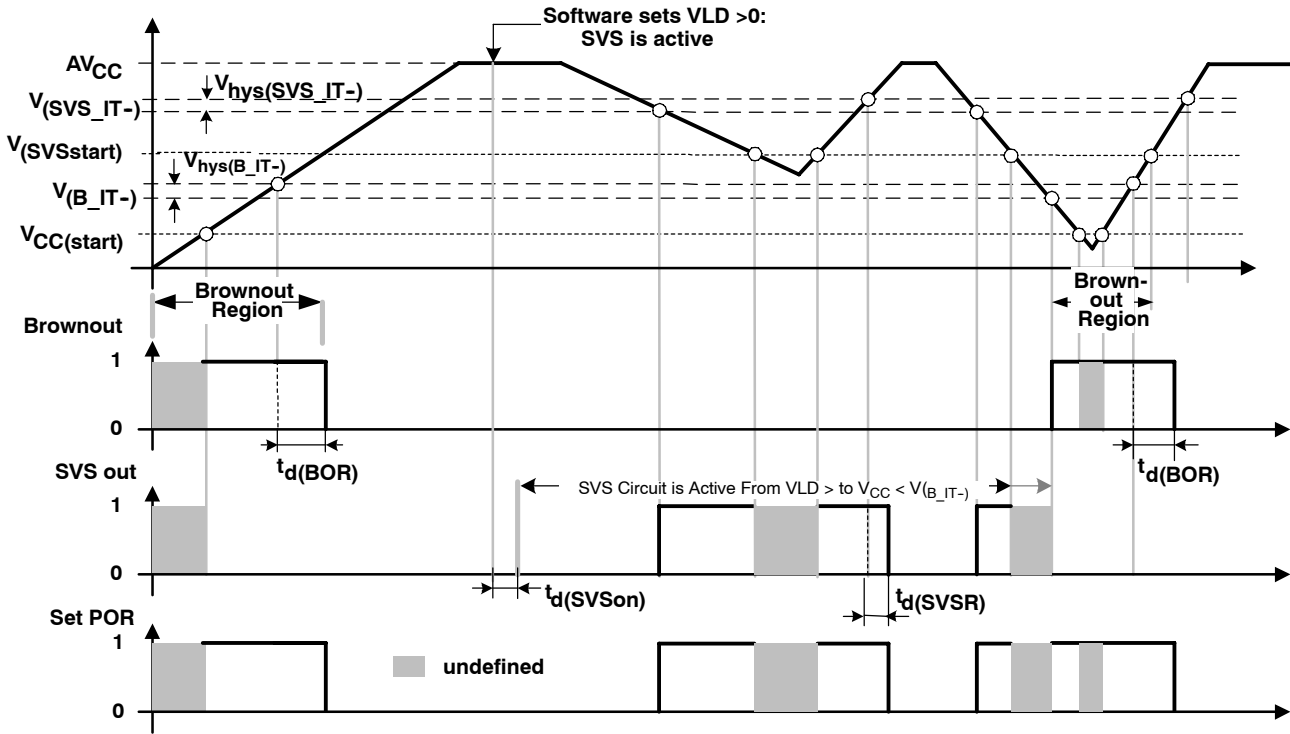 Software sets VLD >0:
SVS is active
AVCC
Vhys(SVS_IT-)
V(SVS_IT-)
V(SVSstart)
Vhys(B_IT-)
V(B_IT-)
VCC(start)
Brownout
Region
Brown-
out
Region
Brownout
1
0
td(BOR)
td(BOR)
SVS out
SVS Circuit is Active From VLD > to VCC < V(B_IT-)
1
0
td(SVSon)
td(SVSR)
Set POR
1
undefined
0